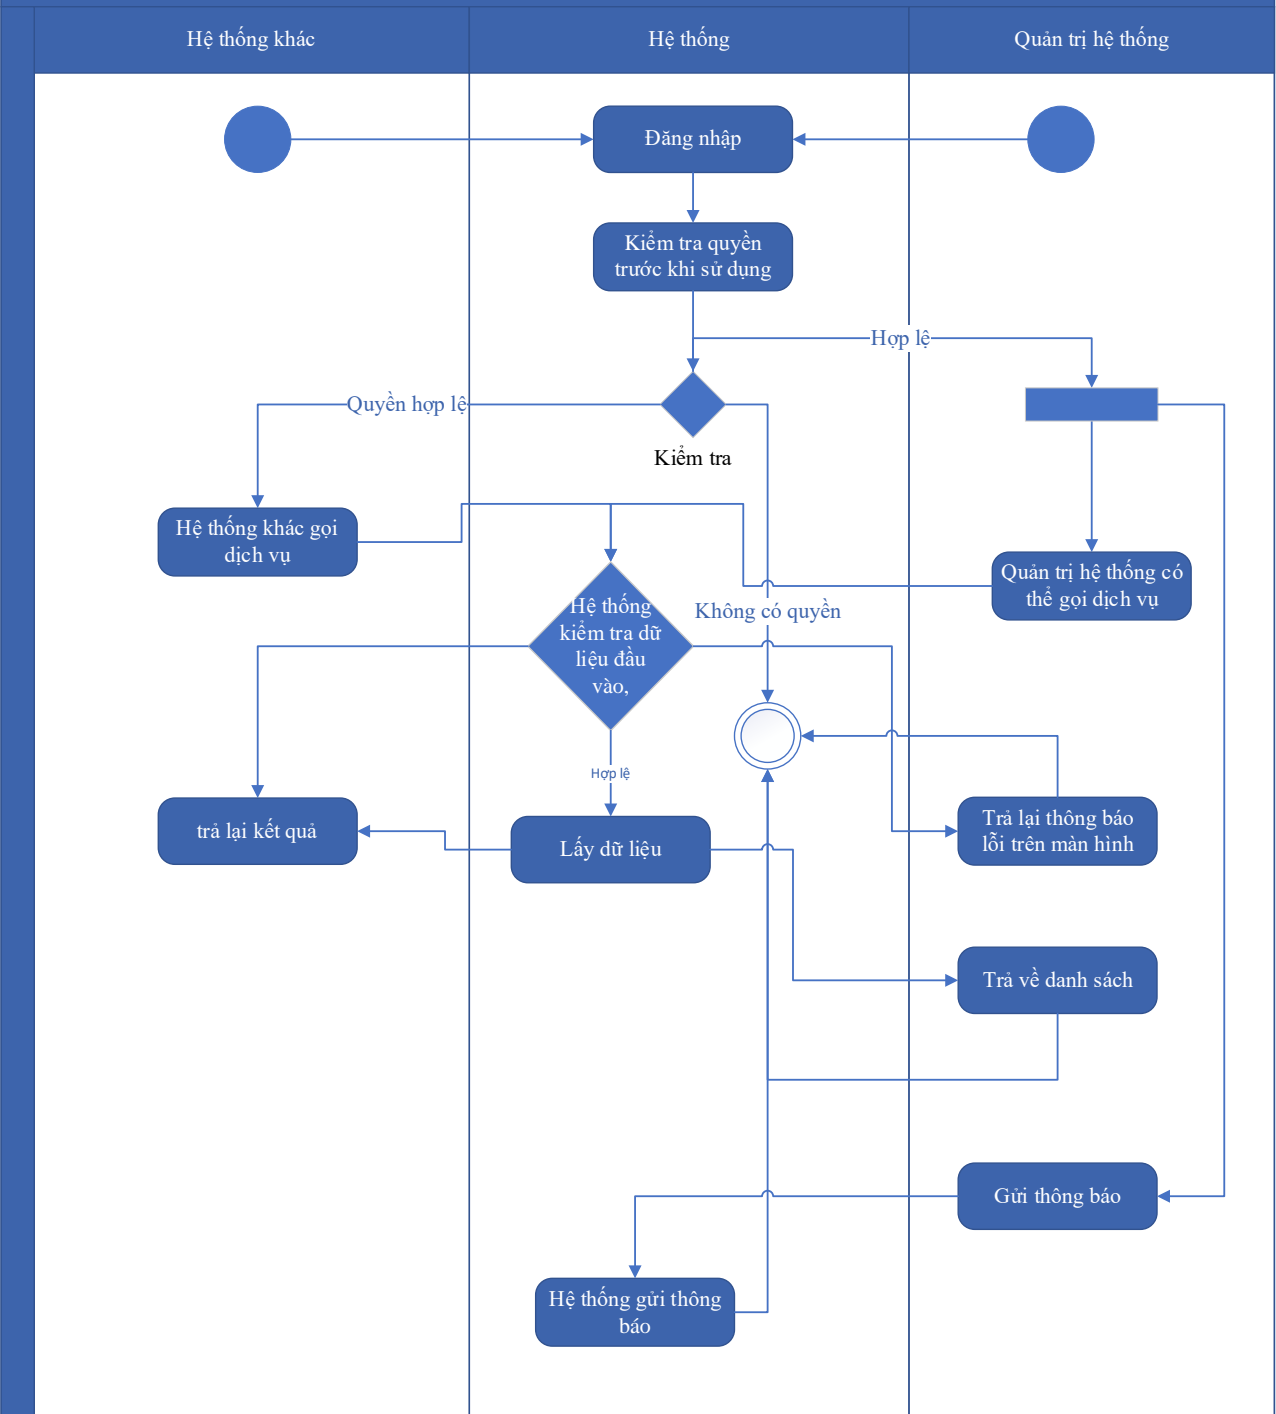 Hệ thống khác
Hệ thống
Quản trị hệ thống
Đăng nhập
Kiểm tra quyền
trước khi sử dụng
Hợp lệ
Quyền hợp lệ
Kiểm tra
Hệ thống khác gọi
dịch vụ
Quản trị hệ thống có
thể gọi dịch vụ
Hệ thống
kiểm tra dữ
liệu đầu
vào,
Không có quyền
Hợp lệ
trả lại kết quả
Lấy dữ liệu
Trả lại thông báo
lỗi trên màn hình
Trả về danh sách
Gửi thông báo
Hệ thống gửi thông
báo